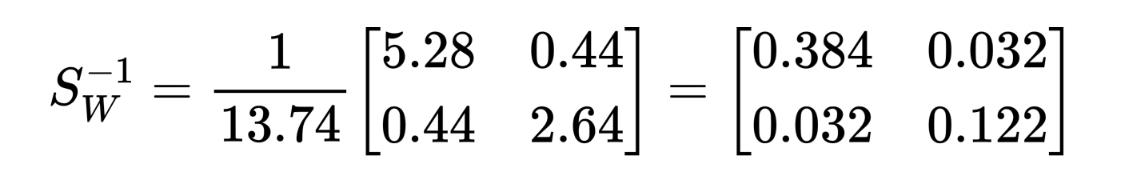 $S_W^{-1} = \frac{1}{13.74} \begin{bmatrix} 5.28 & 0.44 \\ 0.44 & 2.64 \end{bmatrix} = \begin{bmatrix} 0.384 & 0.032 \\ 0.032 & 0.122 \end{bmatrix}$